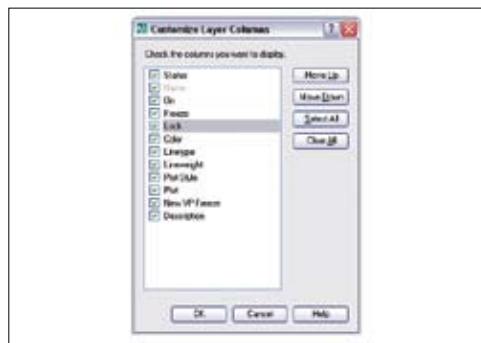 Customize Layer Columns
Check the columns you want to display.
Status
Name
On
Freeze
Lock
Color
Linetype
Lineweight
Plot Style
Plot
New VP Freeze
Description
Move Up
Move Down
Select All
Clear All
OK
Cancel
Help